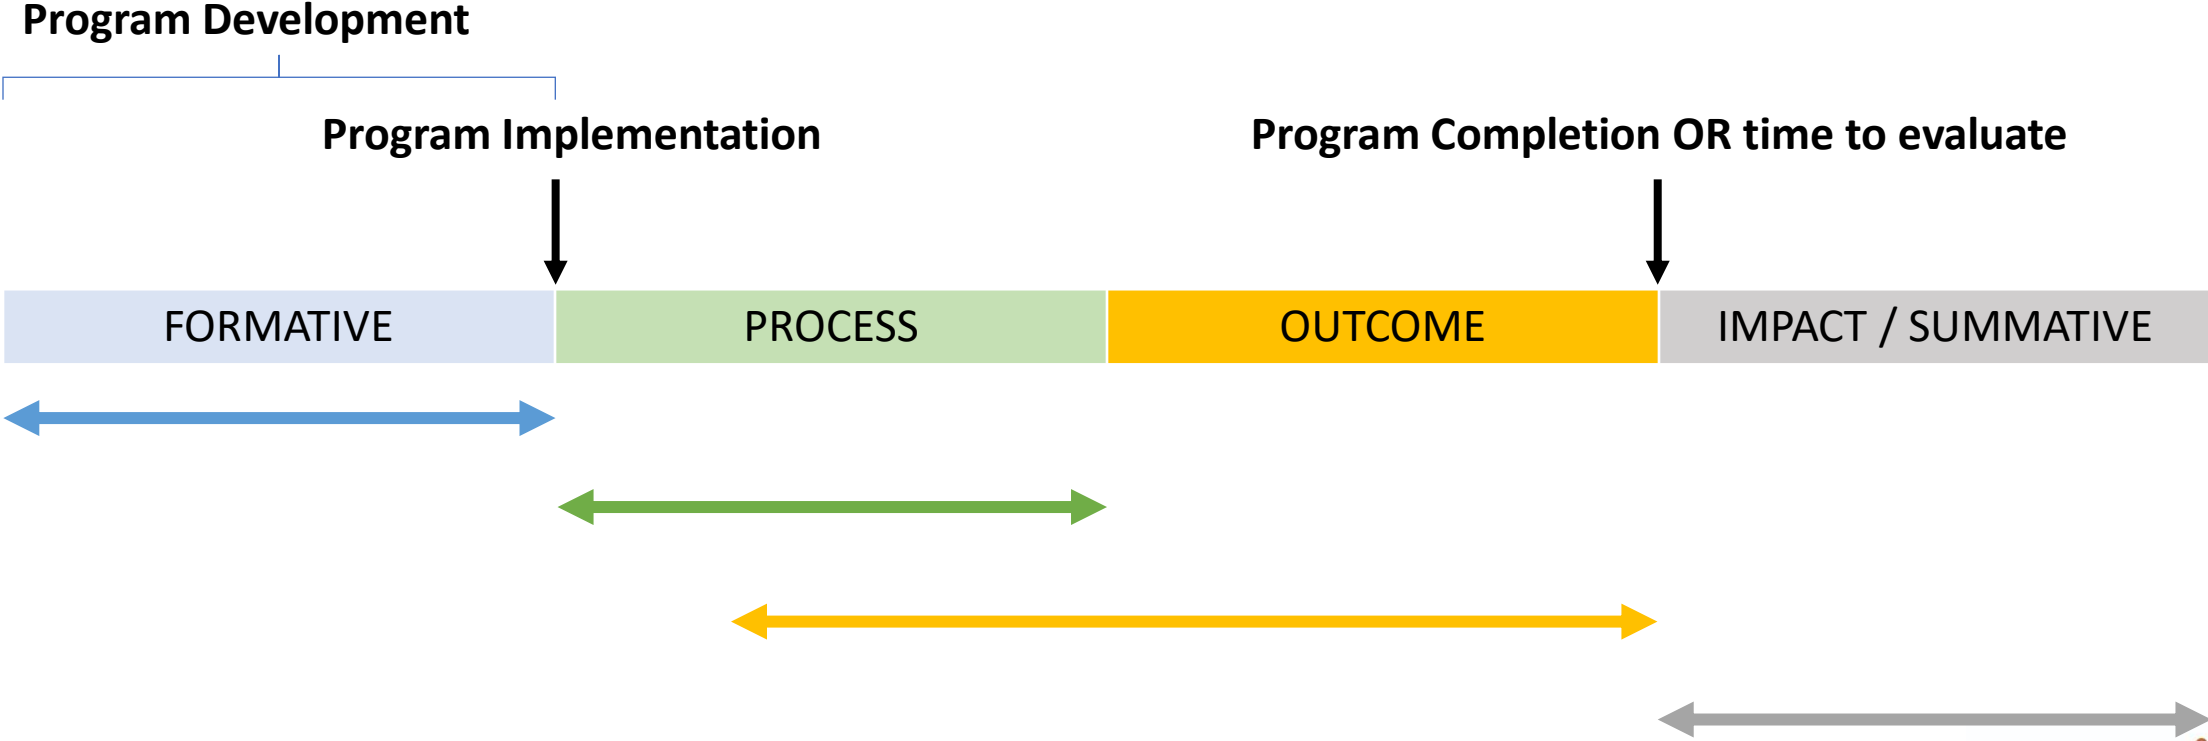 Program Development
Program Implementation
Program Completion OR time to evaluate
FORMATIVE
PROCESS
OUTCOME
IMPACT / SUMMATIVE